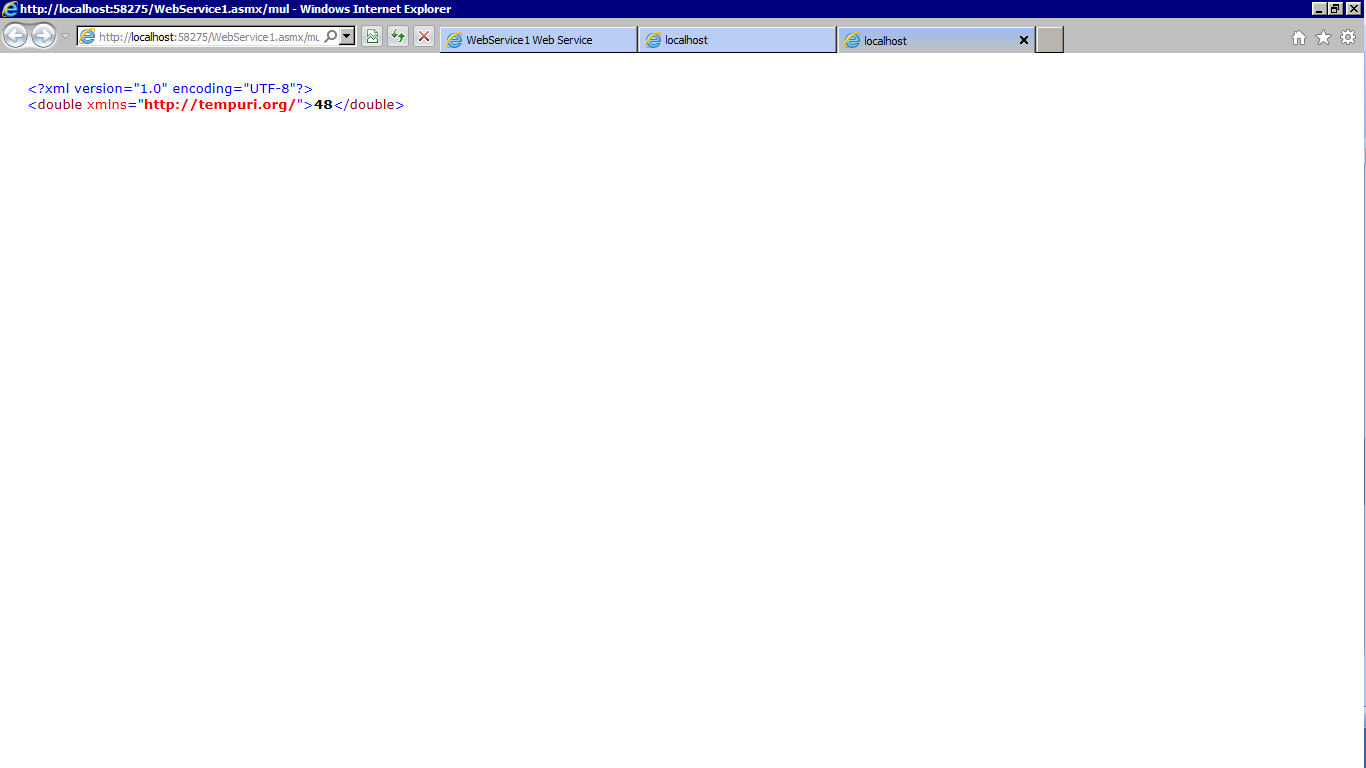 http://localhost:58275/WebService1.asmx/mul - Windows Internet Explorer
http://localhost:58275/WebService1.asmx/mu
WebService1 Web Service
localhost
localhost
<?xml version="1.0" encoding="UTF-8"?>
<double xmlns="http://tempuri.org/">48</double>